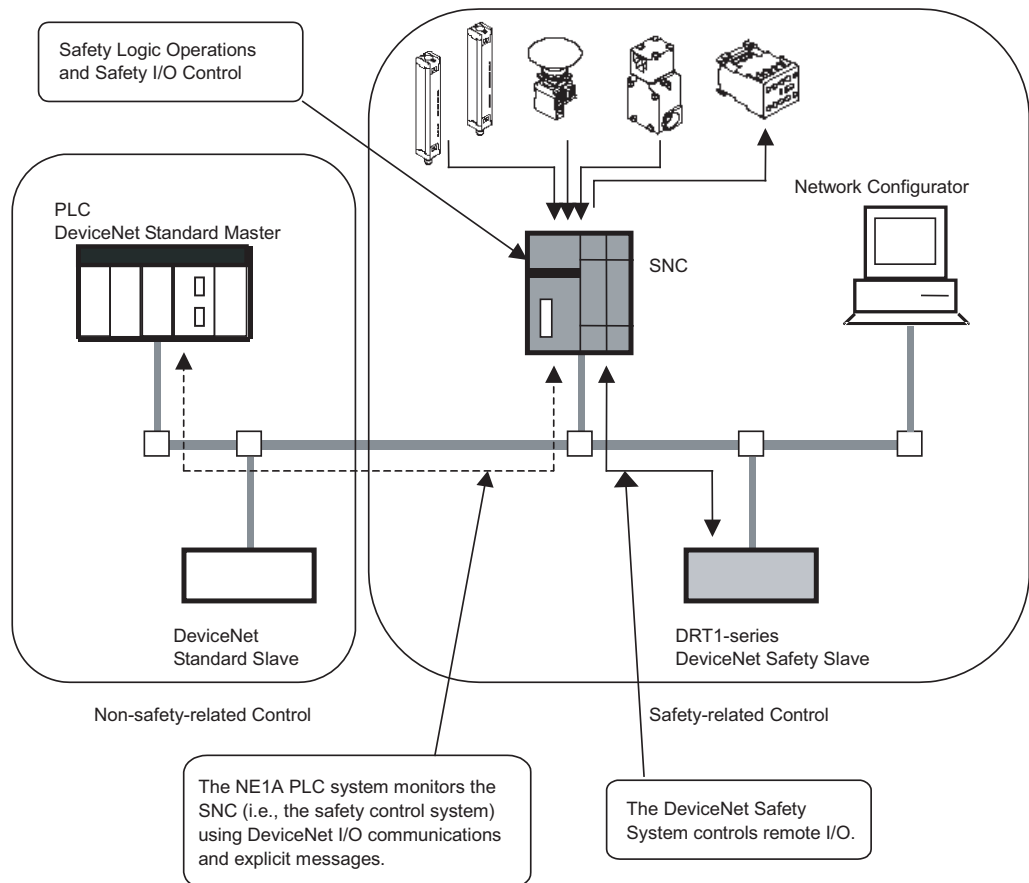 Safety Logic Operations
and Safety I/O Control
PLC
DeviceNet Standard Master
Network Configurator
SNC
DeviceNet
Standard Slave
DRT1-series
DeviceNet Safety Slave
Non-safety-related Control
Safety-related Control
The NE1A PLC system monitors the
SNC (i.e., the safety control system)
using DeviceNet I/O communications
and explicit messages.
The DeviceNet Safety
System controls remote I/O.